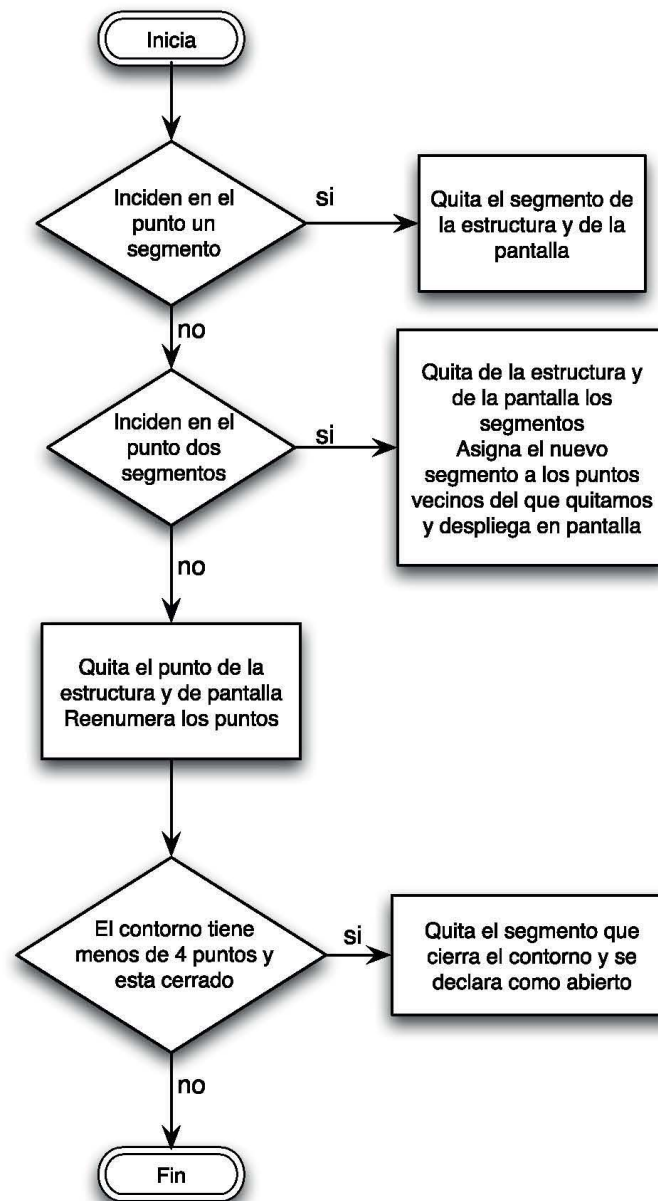 Inicia
Inciden en el
punto un
segmento
si
Quita el segmento de
la estructura y de la
pantalla
no
Inciden en el
punto dos
segmentos
si
Quita de la estructura y
de la pantalla los
segmentos
Asigna el nuevo
segmento a los puntos
vecinos del que quitamos
y despliega en pantalla
no
Quita el punto de la
estructura y de pantalla
Reenumera los puntos
El contorno tiene
menos de 4 puntos y
esta cerrado
si
Quita el segmento que
cierra el contorno y se
declara como abierto
no
Fin